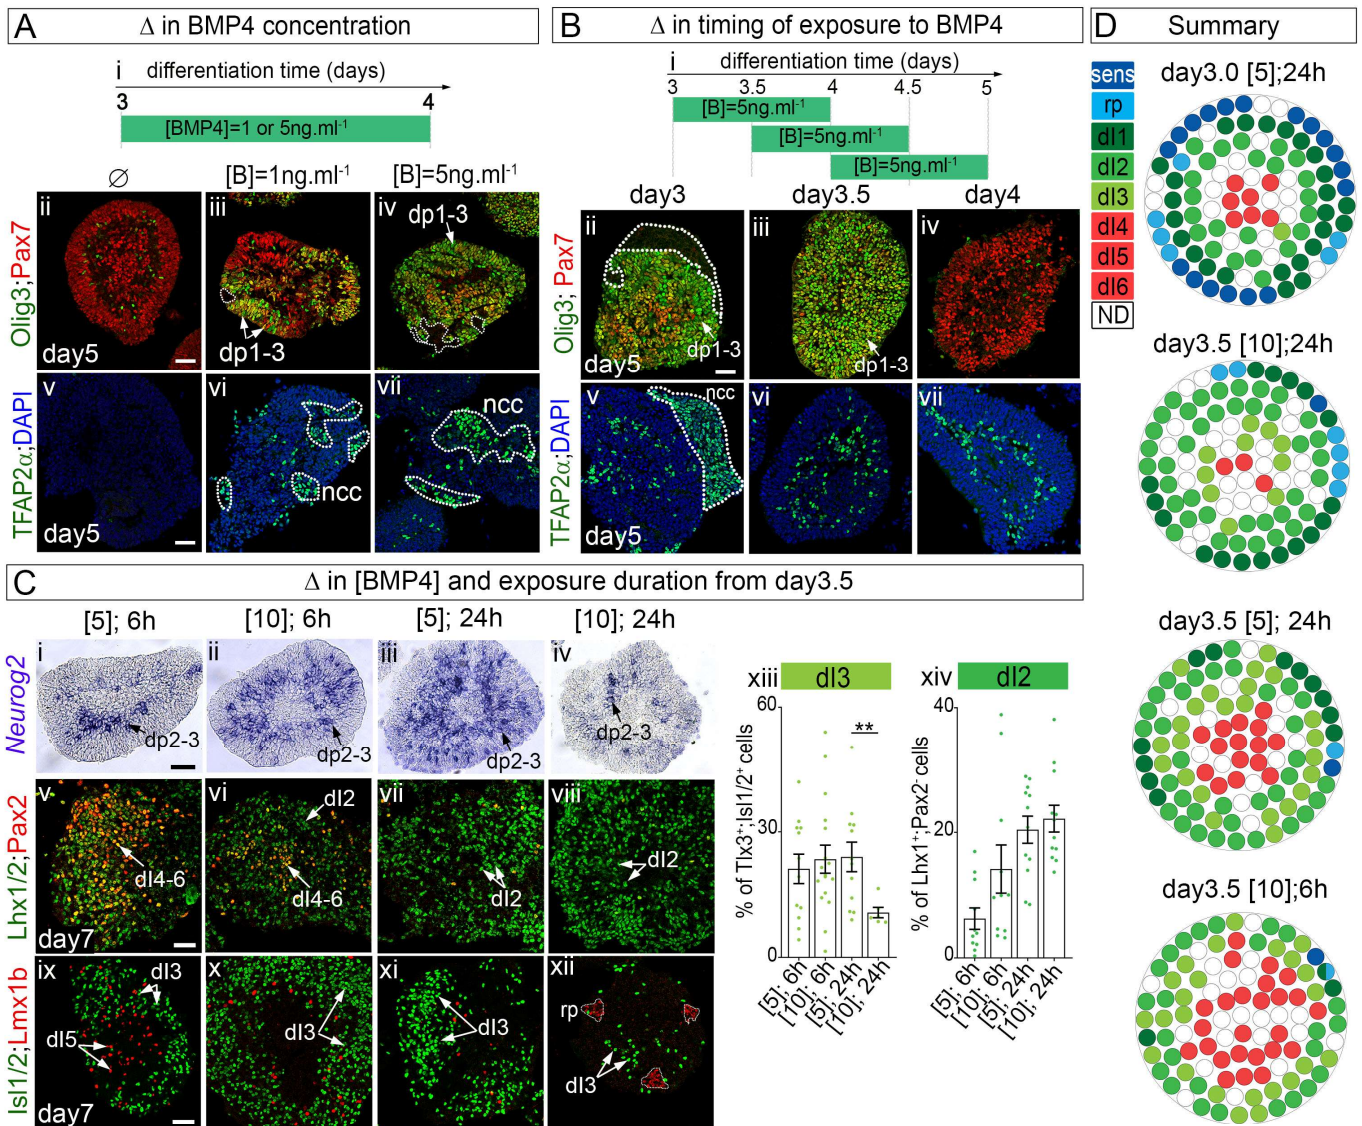 A
Δ in BMP4 concentration
i
differentiation time (days)
3
4
[BMP4]=1 or 5ng.ml-1
∅
[B]=1ng.ml-1
[B]=5ng.ml-1
Olig3;Pax7
ii
day5
iii
dp1-3
iv
dp1-3
TFAP2α;DAPI
v
day5
vi
ncc
vii
ncc
B
Δ in timing of exposure to BMP4
i
differentiation time (days)
3
3.5
4
4.5
5
[B]=5ng.ml-1
[B]=5ng.ml-1
[B]=5ng.ml-1
day3
day3.5
day4
Olig3; Pax7
ii
dp1-3
day5
iii
dp1-3
iv
TFAP2α;DAPI
v
ncc
day5
vi
vii
C
Δ in [BMP4] and exposure duration from day3.5
[5]; 6h
[10]; 6h
[5]; 24h
[10]; 24h
Neurog2
i
dp2-3
ii
dp2-3
iii
dp2-3
iv
dp2-3
Lhx1/2;Pax2
v
dI4-6
day7
vi
dI2
dI4-6
vii
dI2
viii
dI2
Isl1/2;Lmx1b
ix
dI3
dI5
day7
x
dI3
xi
dI3
xii
rp
dI3
xiii
dI3
% of Tlx3+;Isl1/2+ cells
60
30
0
**
[5]; 6h
[10]; 6h
[5]; 24h
[10]; 24h
xiv
dI2
% of Lhx1+;Pax2- cells
40
20
0
[5]; 6h
[10]; 6h
[5]; 24h
[10]; 24h
D
Summary
sens
rp
dI1
dI2
dI3
dI4
dI5
dI6
ND
day3.0 [5];24h
day3.5 [10];24h
day3.5 [5]; 24h
day3.5 [10];6h